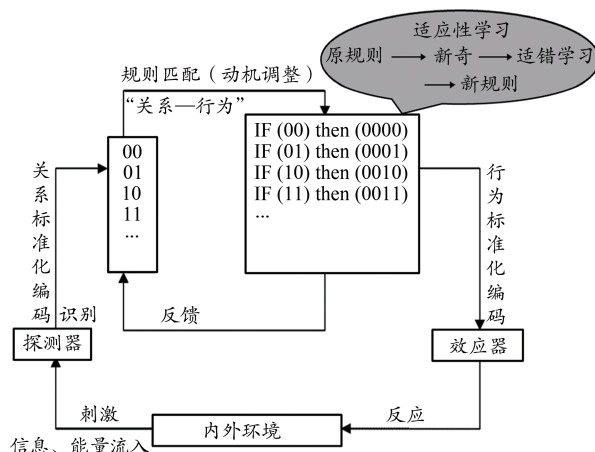 适应性学习
原规则 新奇 适错学习
新规则
规则匹配（动机调整）
“关系—行为”
00
01
10
11
...
IF (00) then (0000)
IF (01) then (0001)
IF (10) then (0010)
IF (11) then (0011)
...
关系标准化编码
行为标准化编码
识别
反馈
探测器
效应器
刺激
反应
内外环境
信息、能量流入